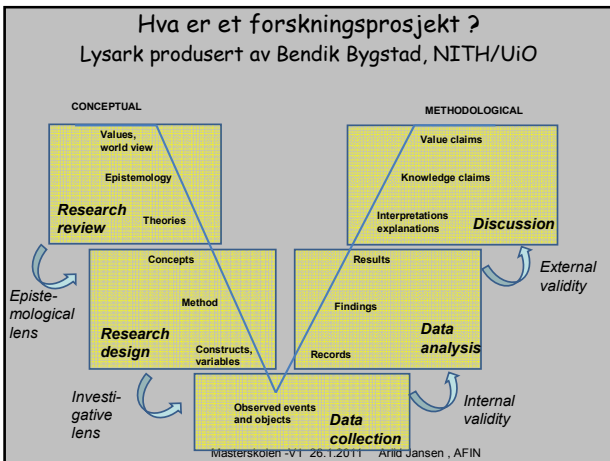 Hva er et forskningsprosjekt ?
Lysark produsert av Bendik Bygstad, NITH/UiO
CONCEPTUAL
METHODOLOGICAL
Values,
world view
Epistemology
Research
review
Theories
Value claims
Knowledge claims
Interpretations
explanations
Discussion
Episte-
mological
lens
Concepts
Method
Research
design
Constructs,
variables
Results
Findings
Records
Data
analysis
External
validity
Investi-
gative
lens
Observed events
and objects
Data
collection
Internal
validity
Masterskolen -V1 26.1.2011 Arild Jansen , AFIN